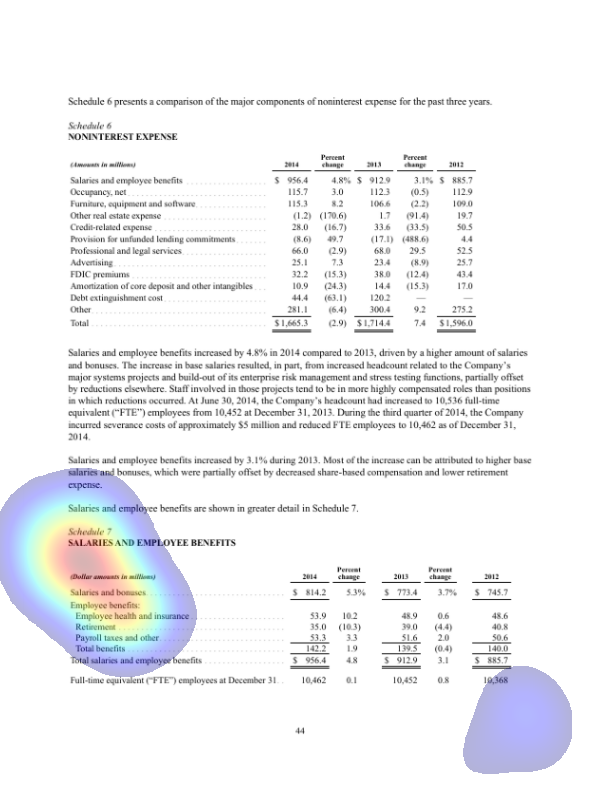 Schedule 6 presents a comparison of the major components of noninterest expense for the past three years.
Schedule 6
NONINTEREST EXPENSE
(Amounts in millions) 2014 Percent change 2013 Percent change 2012
Salaries and employee benefits $ 956.4 4.8% $ 912.9 3.1% $ 885.7
Occupancy, net 115.7 3.0 112.3 (0.5) 112.9
Furniture, equipment and software 115.3 8.2 106.6 (2.2) 109.0
Other real estate expense (1.2) (170.6) 1.7 (91.4) 19.7
Credit-related expense 28.0 (16.7) 33.6 (33.5) 50.5
Provision for unfunded lending commitments (8.6) 49.7 (17.1) (488.6) 4.4
Professional and legal services 66.0 (2.9) 68.0 29.5 52.5
Advertising 25.1 7.3 23.4 (8.9) 25.7
FDIC premiums 32.2 (15.3) 38.0 (12.4) 43.4
Amortization of core deposit and other intangibles 10.9 (24.3) 14.4 (15.3) 17.0
Debt extinguishment cost 44.4 (63.1) 120.2 — —
Other 281.1 (6.4) 300.4 9.2 275.2
Total $1,665.3 (2.9) $1,714.4 7.4 $1,596.0
Salaries and employee benefits increased by 4.8% in 2014 compared to 2013, driven by a higher amount of salaries
and bonuses. The increase in base salaries resulted, in part, from increased headcount related to the Company's
major systems projects and build-out of its enterprise risk management and stress testing functions, partially offset
by reductions elsewhere. Staff involved in those projects tend to be in more highly compensated roles than positions
in which reductions occurred. At June 30, 2014, the Company's headcount had increased to 10,536 full-time
equivalent ("FTE") employees from 10,452 at December 31, 2013. During the third quarter of 2014, the Company
incurred severance costs of approximately $5 million and reduced FTE employees to 10,462 as of December 31,
2014.
Salaries and employee benefits increased by 3.1% during 2013. Most of the increase can be attributed to higher base
salaries and bonuses, which were partially offset by decreased share-based compensation and lower retirement
expense.
Salaries and employee benefits are shown in greater detail in Schedule 7.
Schedule 7
SALARIES AND EMPLOYEE BENEFITS
(Dollar amounts in millions) 2014 Percent change 2013 Percent change 2012
Salaries and bonuses $ 814.2 5.3% $ 773.4 3.7% $ 745.7
Employee benefits:
Employee health and insurance 53.9 10.2 48.9 0.6 48.6
Retirement 35.0 (10.3) 39.0 (4.4) 40.8
Payroll taxes and other 53.3 3.3 51.6 2.0 50.6
Total benefits 142.2 1.9 139.5 (0.4) 140.0
Total salaries and employee benefits $ 956.4 4.8 $ 912.9 3.1 $ 885.7
Full-time equivalent ("FTE") employees at December 31 10,462 0.1 10,452 0.8 10,368
44